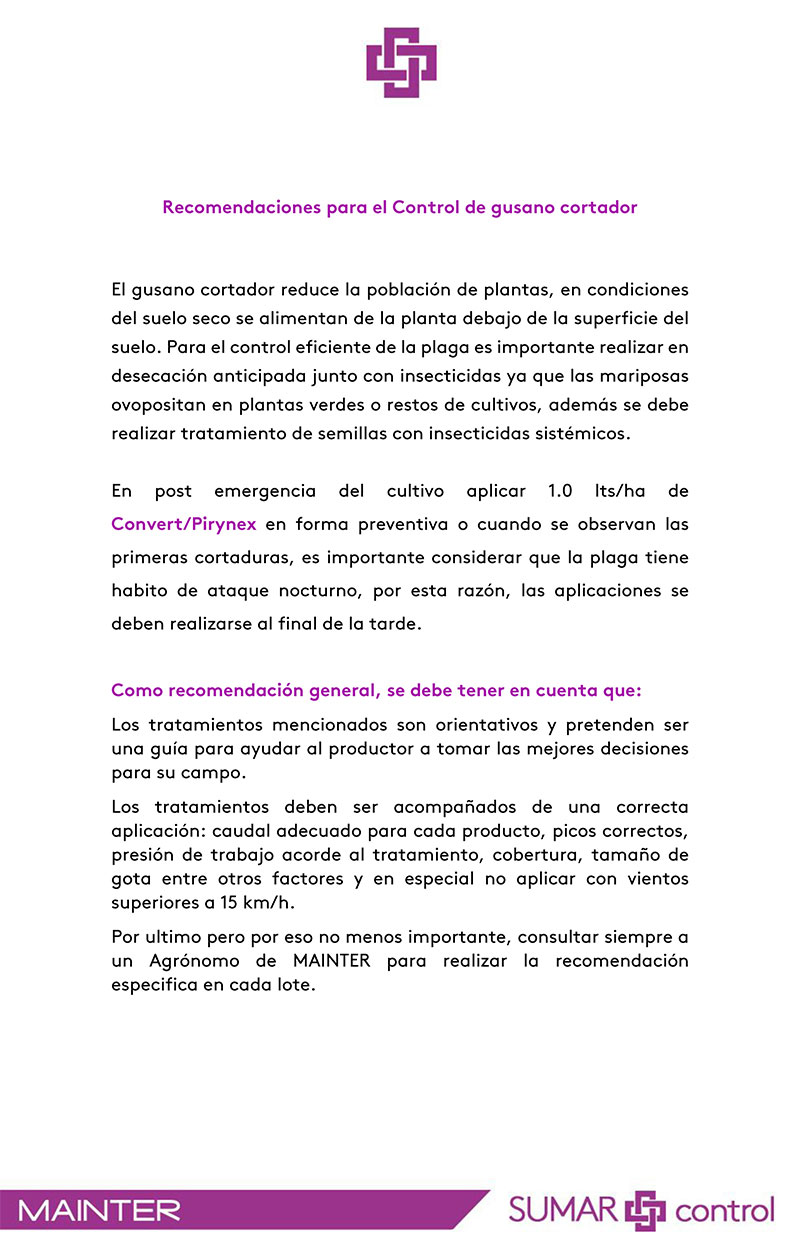 Recomendaciones para el Control de gusano cortador
El gusano cortador reduce la población de plantas, en condiciones
del suelo seco se alimentan de la planta debajo de la superficie del
suelo. Para el control eficiente de la plaga es importante realizar en
desecación anticipada junto con insecticidas ya que las mariposas
ovopositan en plantas verdes o restos de cultivos, además se debe
realizar tratamiento de semillas con insecticidas sistémicos.
En post emergencia del cultivo aplicar 1.0 lts/ha de
Convert/Pirynex en forma preventiva o cuando se observan las
primeras cortaduras, es importante considerar que la plaga tiene
habito de ataque nocturno, por esta razón, las aplicaciones se
deben realizarse al final de la tarde.
Como recomendación general, se debe tener en cuenta que:
Los tratamientos mencionados son orientativos y pretenden ser
una guía para ayudar al productor a tomar las mejores decisiones
para su campo.
Los tratamientos deben ser acompañados de una correcta
aplicación: caudal adecuado para cada producto, picos correctos,
presión de trabajo acorde al tratamiento, cobertura, tamaño de
gota entre otros factores y en especial no aplicar con vientos
superiores a 15 km/h.
Por ultimo pero por eso no menos importante, consultar siempre a
un Agrónomo de MAINTER para realizar la recomendación
especifica en cada lote.
MAINTER
SUMAR control